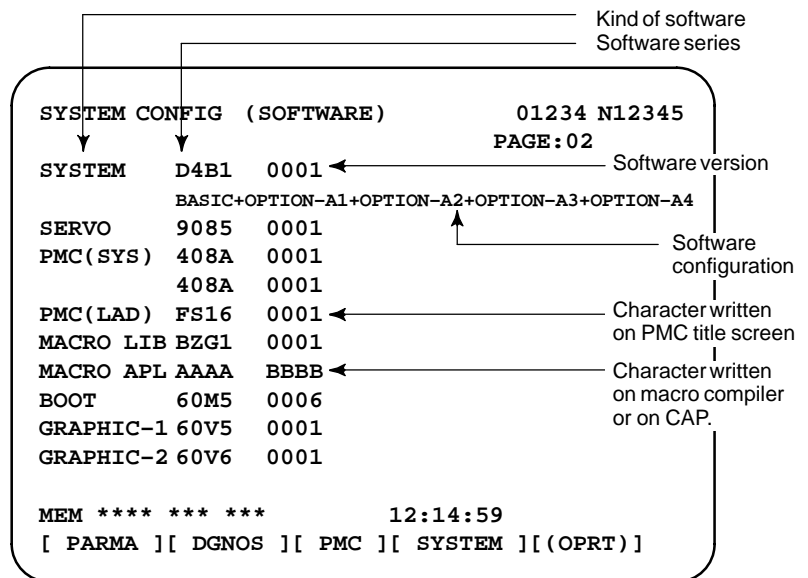 Kind of software
Software series
SYSTEM CONFIG (SOFTWARE) 01234 N12345
PAGE:02
SYSTEM D4B1 0001 Software version
BASIC+OPTION–A1+OPTION–A2+OPTION–A3+OPTION–A4
SERVO 9085 0001
Software
PMC(SYS) 408A 0001
configuration
408A 0001
PMC(LAD) FS16 0001 Character written
on PMC title screen
MACRO LIB BZG1 0001
MACRO APL AAAA BBBB Character written
on macro compiler
BOOT 60M5 0006
or on CAP.
GRAPHIC–1 60V5 0001
GRAPHIC–2 60V6 0001
MEM **** *** *** 12:14:59
[ PARMA ][ DGNOS ][ PMC ][ SYSTEM ][(OPRT)]